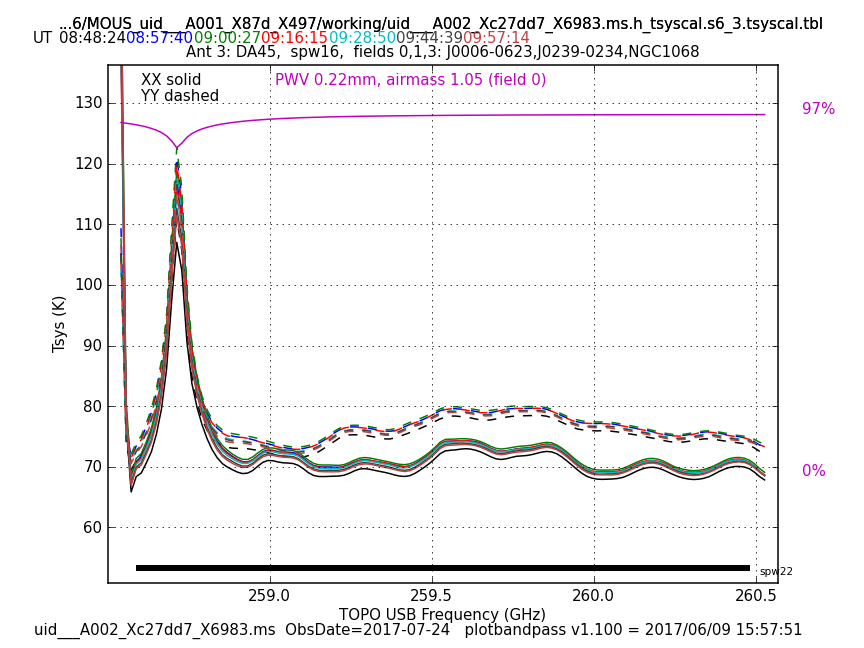 ...6/MOUS_uid___A001_X87d_X497/working/uid___A002_Xc27dd7_X6983.ms.h_tsyscal.s6_3.tsyscal.tbl
UT 08:48:24 08:57:40 09:00:27 09:16:15 09:28:50 09:44:39 09:57:14
Ant 3: DA45,  spw16,  fields 0,1,3: J0006-0623,J0239-0234,NGC1068
XX solid
PWV 0.22mm, airmass 1.05 (field 0)
YY dashed
130
97%
120
110
100
Tsys (K)
90
80
70
0%
60
spw22
259.0 259.5 260.0 260.5
TOPO USB Frequency (GHz)
uid___A002_Xc27dd7_X6983.ms  ObsDate=2017-07-24   plotbandpass v1.100 = 2017/06/09 15:57:51